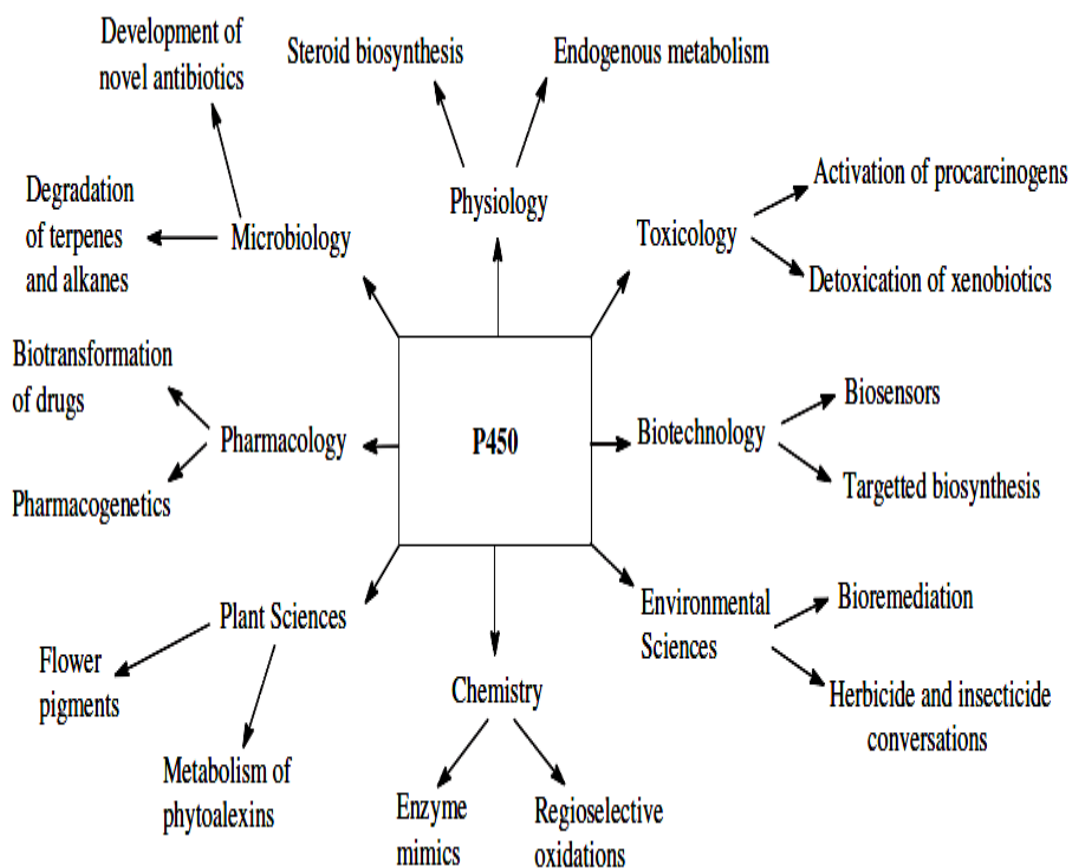 Development of
novel antibiotics
Steroid biosynthesis
Endogenous metabolism
Degradation
of terpenes
and alkanes
Microbiology
Physiology
Toxicology
Activation of procarcinogens
Detoxication of xenobiotics
Biotransformation
of drugs
Pharmacology
Pharmacogenetics
P450
Biotechnology
Biosensors
Targetted biosynthesis
Plant Sciences
Flower
pigments
Metabolism of
phytoalexins
Chemistry
Enzyme
mimics
Regioselective
oxidations
Environmental
Sciences
Bioremediation
Herbicide and insecticide
conversations